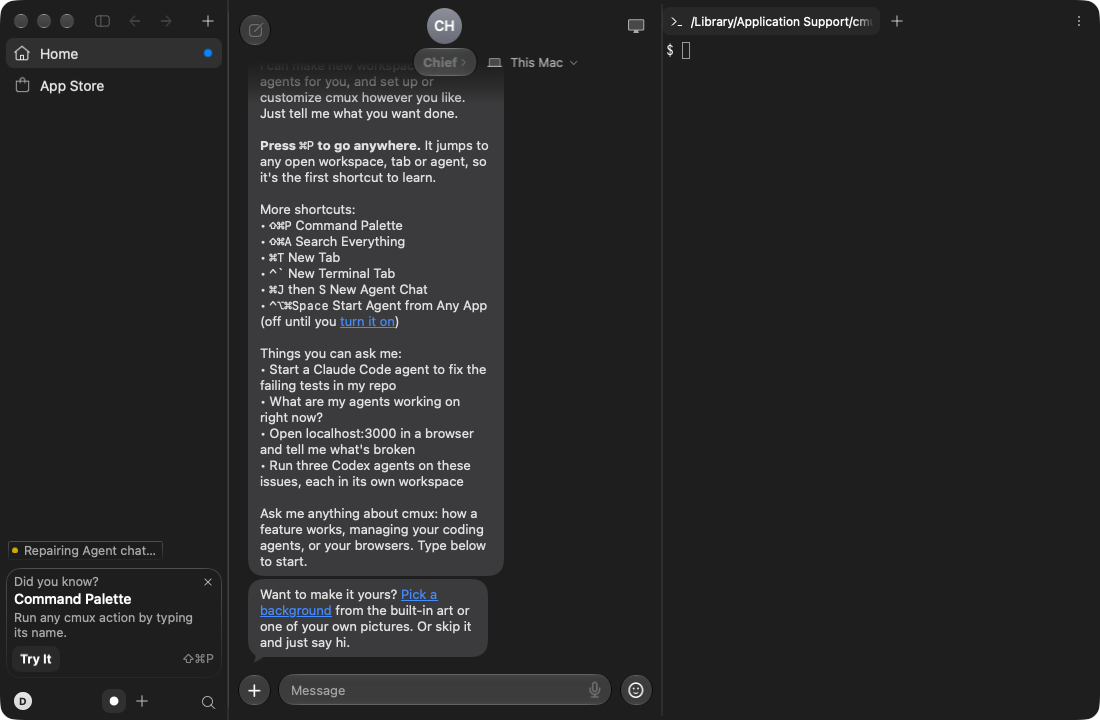 Home
App Store
Repairing Agent chat...
Did you know?
Command Palette
Run any cmux action by typing
its name.
Try It
⇧⌘P
D
CH
Chief ›
This Mac
I can make new workspac
agents for you, and set up or
customize cmux however you like.
Just tell me what you want done.
Press ⌘P to go anywhere. It jumps to
any open workspace, tab or agent, so
it's the first shortcut to learn.
More shortcuts:
• ⇧⌘P Command Palette
• ⇧⌘A Search Everything
• ⌘T New Tab
• ^` New Terminal Tab
• ⌘J then S New Agent Chat
• ^⌥⌘Space Start Agent from Any App
(off until you turn it on)
Things you can ask me:
• Start a Claude Code agent to fix the
failing tests in my repo
• What are my agents working on
right now?
• Open localhost:3000 in a browser
and tell me what's broken
• Run three Codex agents on these
issues, each in its own workspace
Ask me anything about cmux: how a
feature works, managing your coding
agents, or your browsers. Type below
to start.
Want to make it yours? Pick a
background from the built-in art or
one of your own pictures. Or skip it
and just say hi.
Message
>_ /Library/Application Support/cmu
$